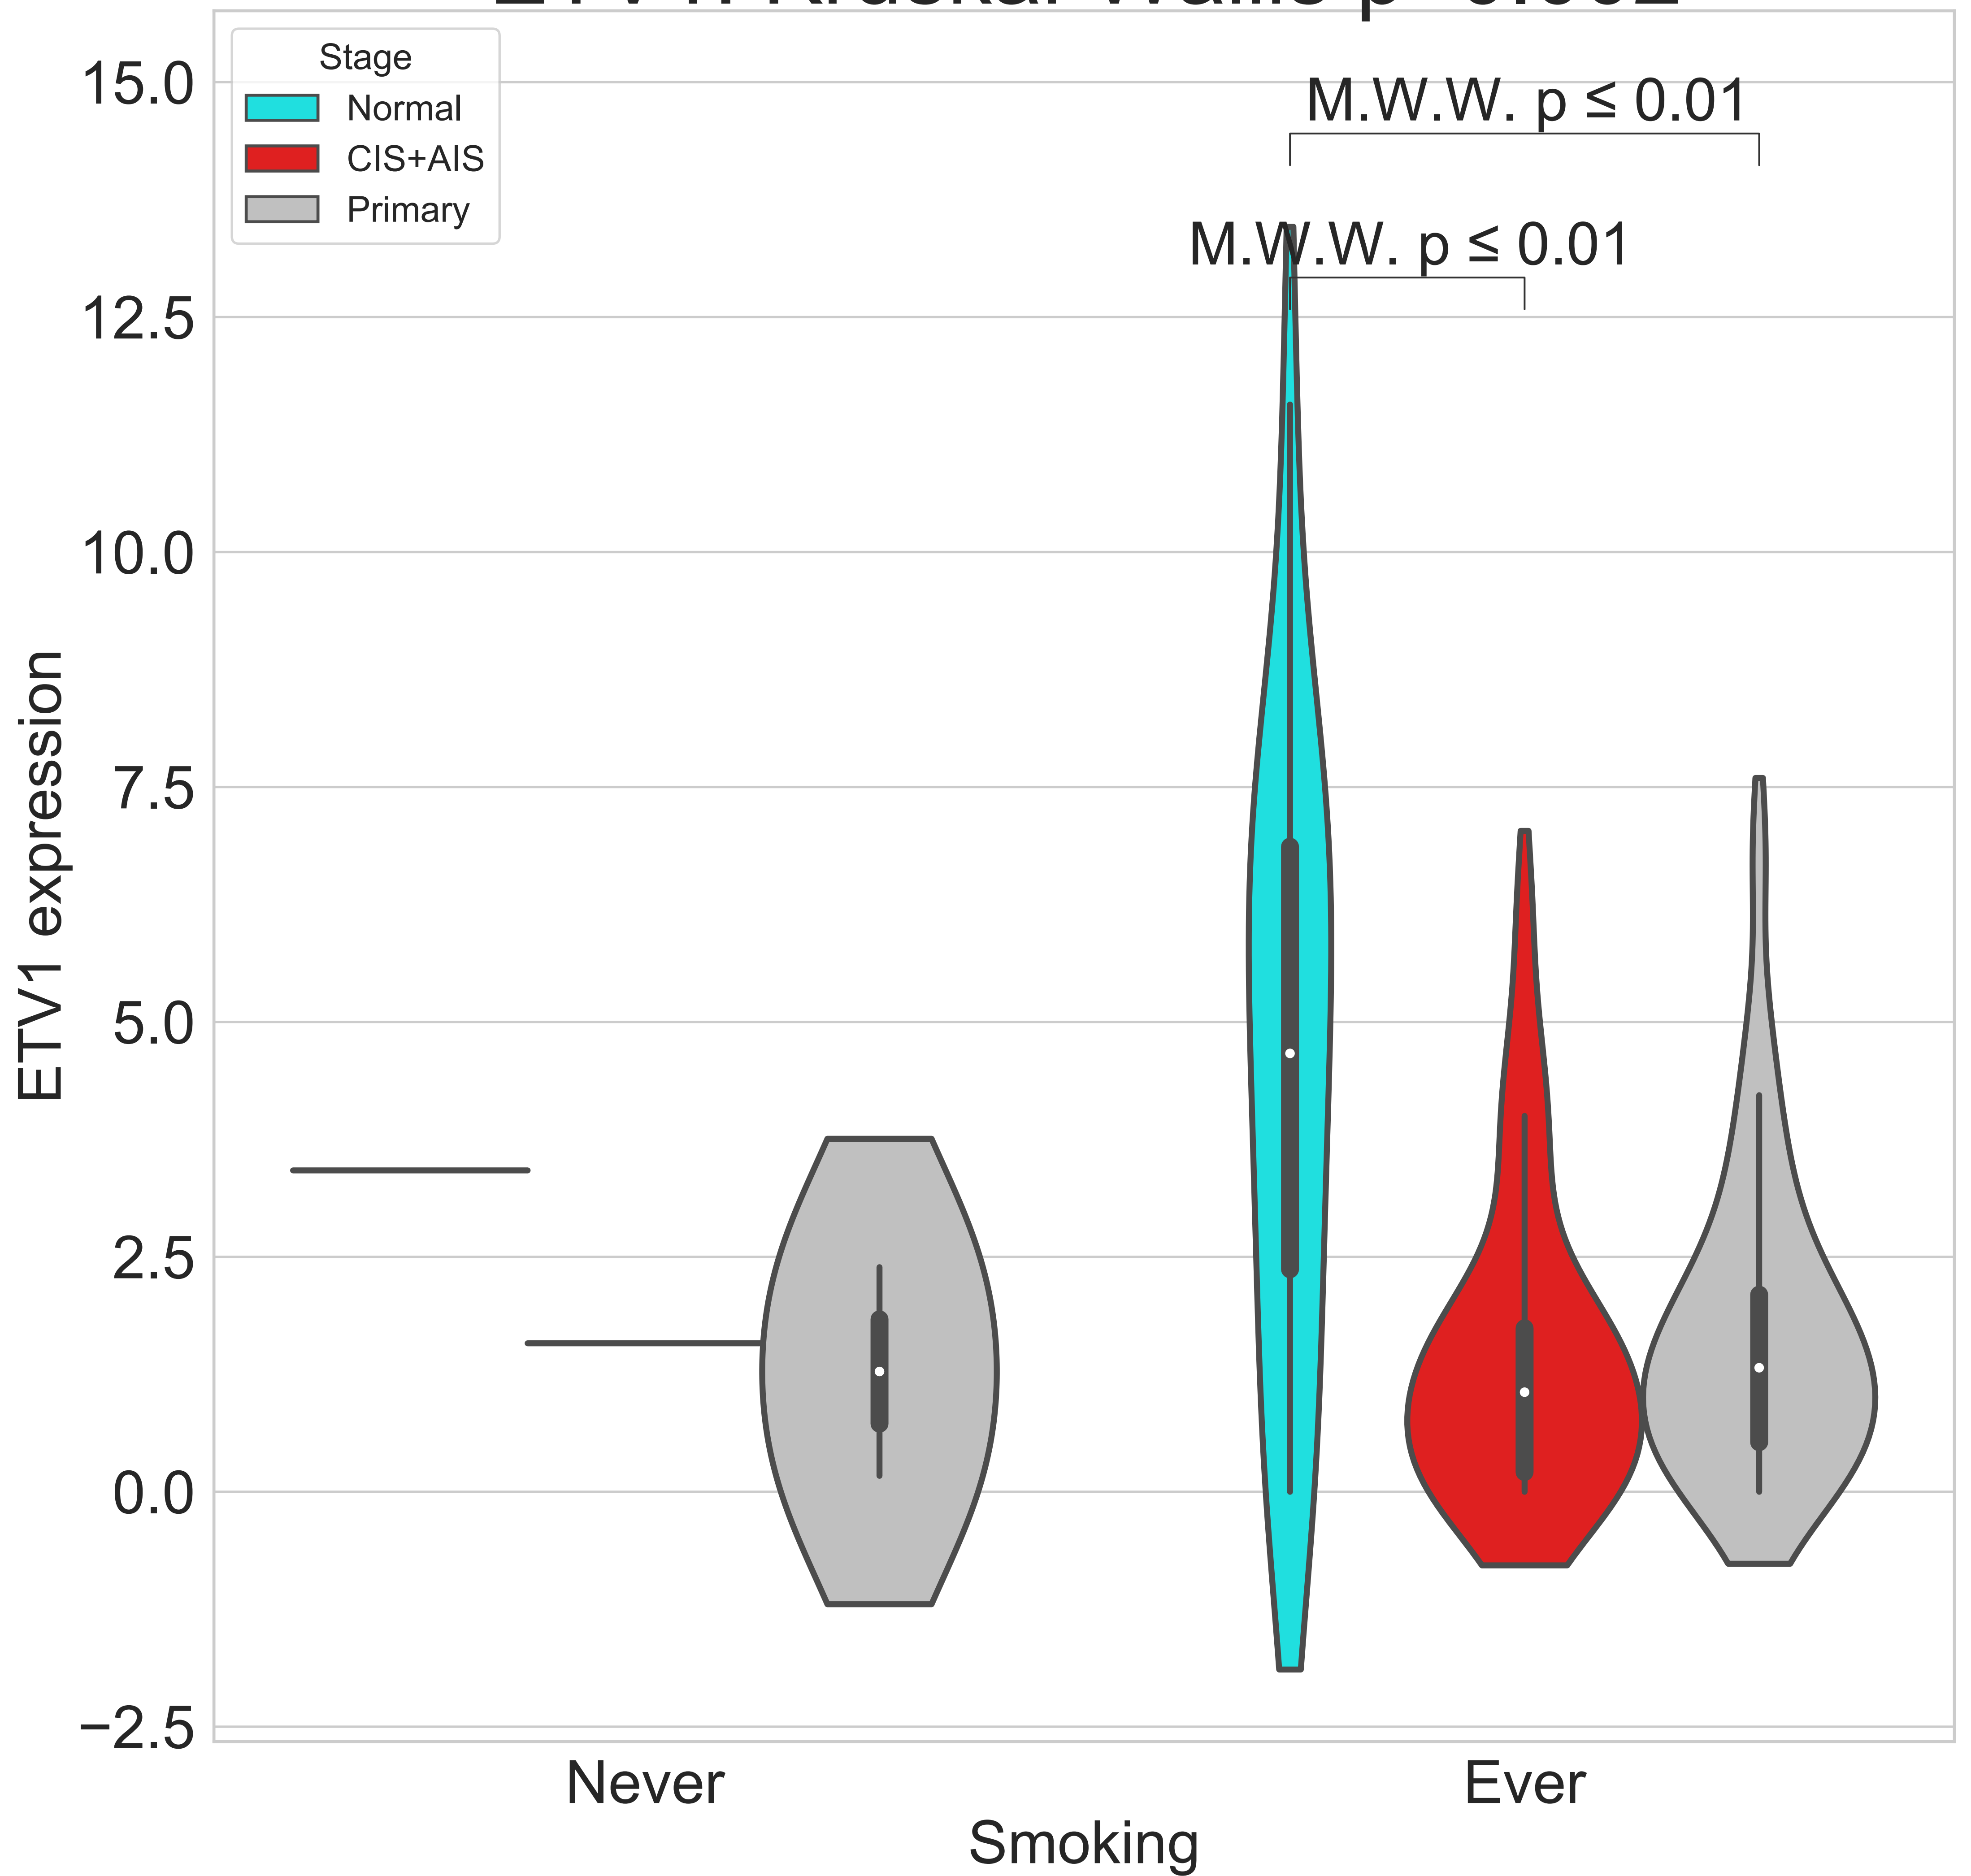 Stage
Normal
CIS+AIS
Primary
M.W.W. p ≤ 0.01
M.W.W. p ≤ 0.01
15.0
12.5
10.0
7.5
5.0
2.5
0.0
−2.5
ETV1 expression
Never
Ever
Smoking